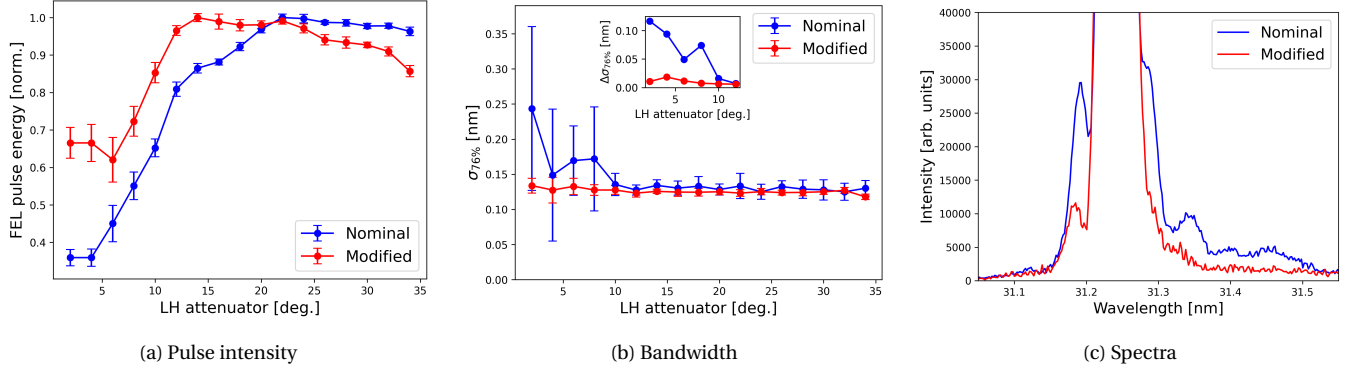 FEL pulse energy [norm.]
1.0
0.9
0.8
0.7
0.6
0.5
0.4
Nominal
Modified
5 10 15 20 25 30 35
LH attenuator [deg.]
(a) Pulse intensity
σ76% [nm]
0.35
0.30
0.25
0.20
0.15
0.10
0.05
0.00
Δσ76% [nm]
0.10
0.05
0.00
5 10
LH attenuator [deg.]
Nominal
Modified
5 10 15 20 25 30 35
LH attenuator [deg.]
(b) Bandwidth
Intensity [arb. units]
40000
35000
30000
25000
20000
15000
10000
5000
0
Nominal
Modified
31.1 31.2 31.3 31.4 31.5
Wavelength [nm]
(c) Spectra